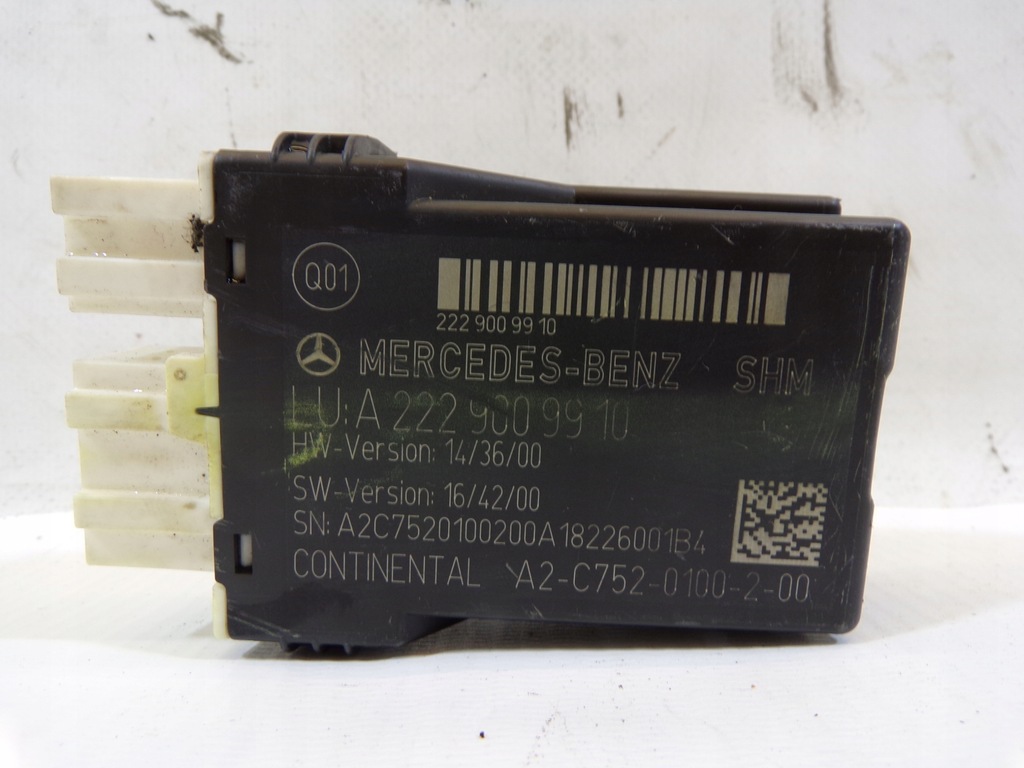 Q01
222 900 99 10
MERCEDES-BENZ SHM
LU: A 222 900 99 10
HW-Version: 14/36/00
SW-Version: 16/42/00
SN: A2C7520100200A18226001B4
CONTINENTAL A2-C752-0100-2-00